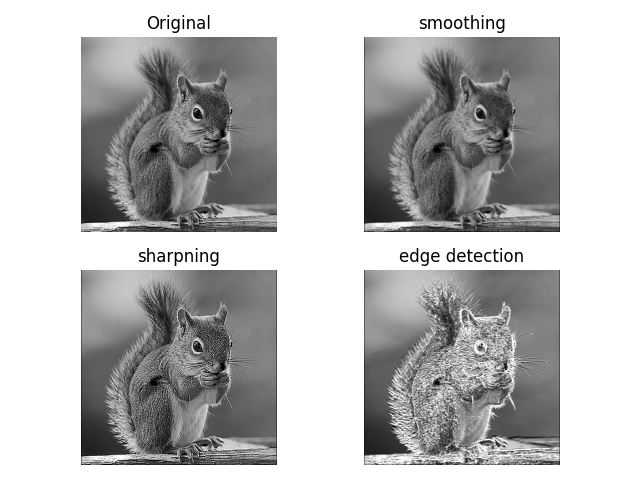 Original
smoothing
sharpning
edge detection